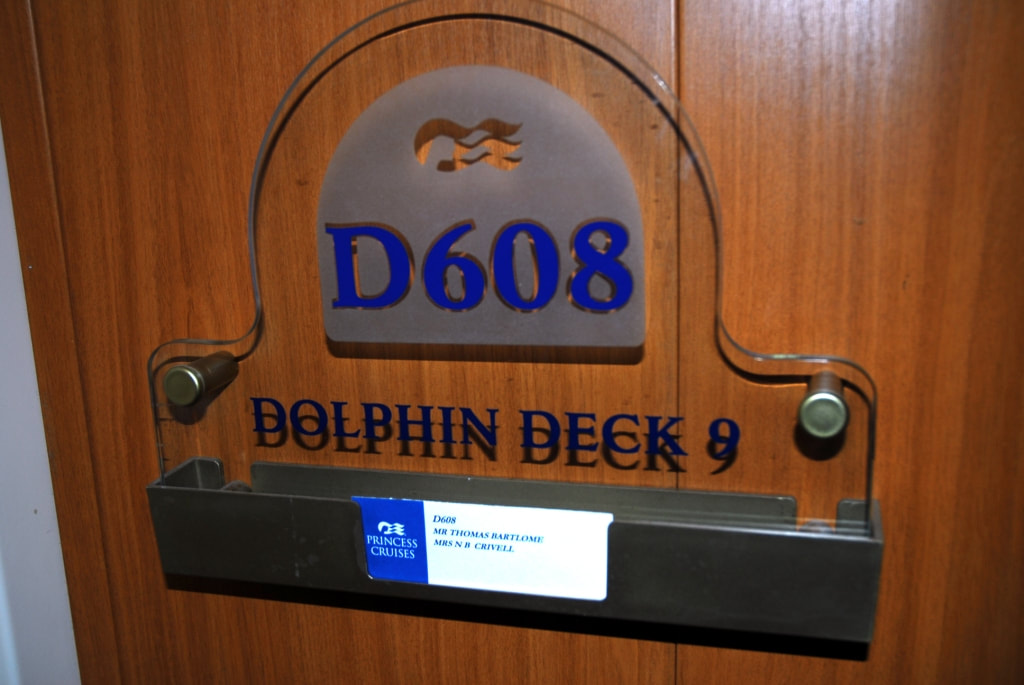 D608
DOLPHIN DECK 9
PRINCESS
CRUISES
D608
MR THOMAS BARTLOME
MRS N B CRIVELL